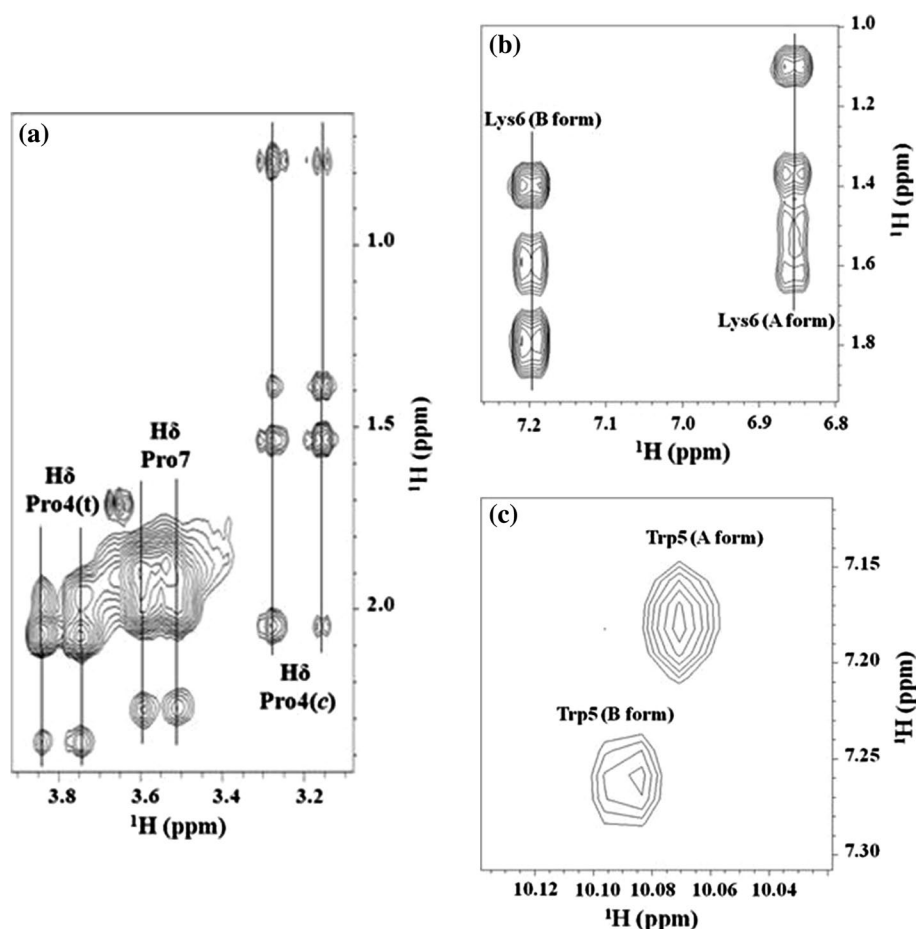 (a)
Hδ
Pro4(t)
Hδ
Pro7
Hδ
Pro4(c)
1.0
1.5
2.0
¹H (ppm)
3.8 3.6 3.4 3.2
¹H (ppm)
(b)
Lys6 (B form)
Lys6 (A form)
1.0
1.2
1.4
1.6
1.8
¹H (ppm)
7.2 7.1 7.0 6.9 6.8
¹H (ppm)
(c)
Trp5 (A form)
Trp5 (B form)
7.15
7.20
7.25
7.30
¹H (ppm)
10.12 10.10 10.08 10.06 10.04
¹H (ppm)